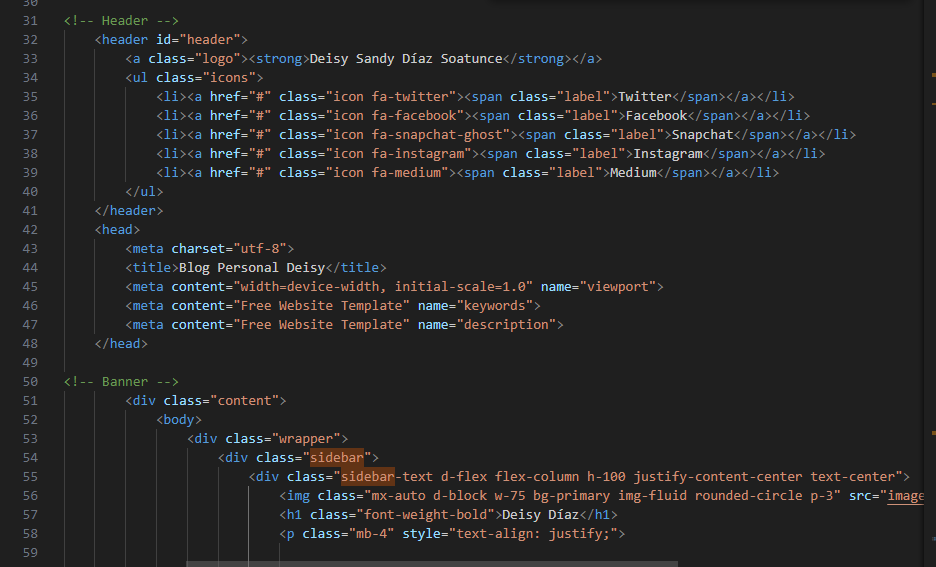 30
31 <!-- Header -->
32 <header id="header">
33 <a class="logo"><strong>Deisy Sandy Díaz Soatunce</strong></a>
34 <ul class="icons">
35 <li><a href="#" class="icon fa-twitter"><span class="label">Twitter</span></a></li>
36 <li><a href="#" class="icon fa-facebook"><span class="label">Facebook</span></a></li>
37 <li><a href="#" class="icon fa-snapchat-ghost"><span class="label">Snapchat</span></a></li>
38 <li><a href="#" class="icon fa-instagram"><span class="label">Instagram</span></a></li>
39 <li><a href="#" class="icon fa-medium"><span class="label">Medium</span></a></li>
40 </ul>
41 </header>
42 <head>
43 <meta charset="utf-8">
44 <title>Blog Personal Deisy</title>
45 <meta content="width=device-width, initial-scale=1.0" name="viewport">
46 <meta content="Free Website Template" name="keywords">
47 <meta content="Free Website Template" name="description">
48 </head>
49
50 <!-- Banner -->
51 <div class="content">
52 <body>
53 <div class="wrapper">
54 <div class="sidebar">
55 <div class="sidebar-text d-flex flex-column h-100 justify-content-center text-center">
56 <img class="mx-auto d-block w-75 bg-primary img-fluid rounded-circle p-3" src="image
57 <h1 class="font-weight-bold">Deisy Díaz</h1>
58 <p class="mb-4" style="text-align: justify;">
59